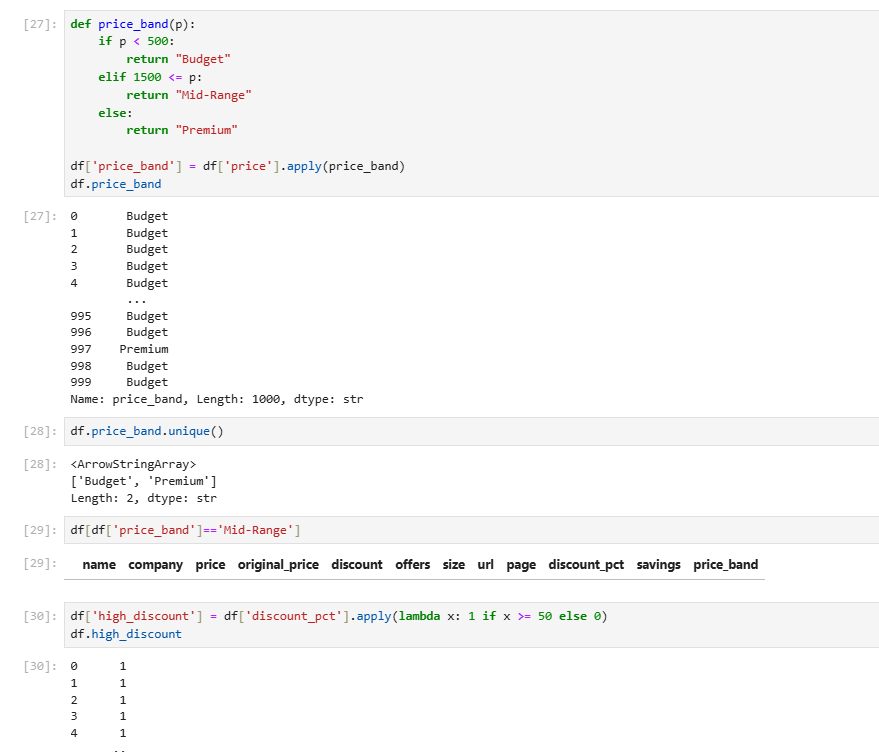 [27]: def price_band(p):
    if p < 500:
        return "Budget"
    elif 1500 <= p:
        return "Mid-Range"
    else:
        return "Premium"
df['price_band'] = df['price'].apply(price_band)
df.price_band
[27]: 0 Budget
1 Budget
2 Budget
3 Budget
4 Budget
...
995 Budget
996 Budget
997 Premium
998 Budget
999 Budget
Name: price_band, Length: 1000, dtype: str
[28]: df.price_band.unique()
[28]: <ArrowStringArray>
['Budget', 'Premium']
Length: 2, dtype: str
[29]: df[df['price_band']=='Mid-Range']
[29]: name company price original_price discount offers size url page discount_pct savings price_band
[30]: df['high_discount'] = df['discount_pct'].apply(lambda x: 1 if x >= 50 else 0)
df.high_discount
[30]: 0 1
1 1
2 1
3 1
4 1